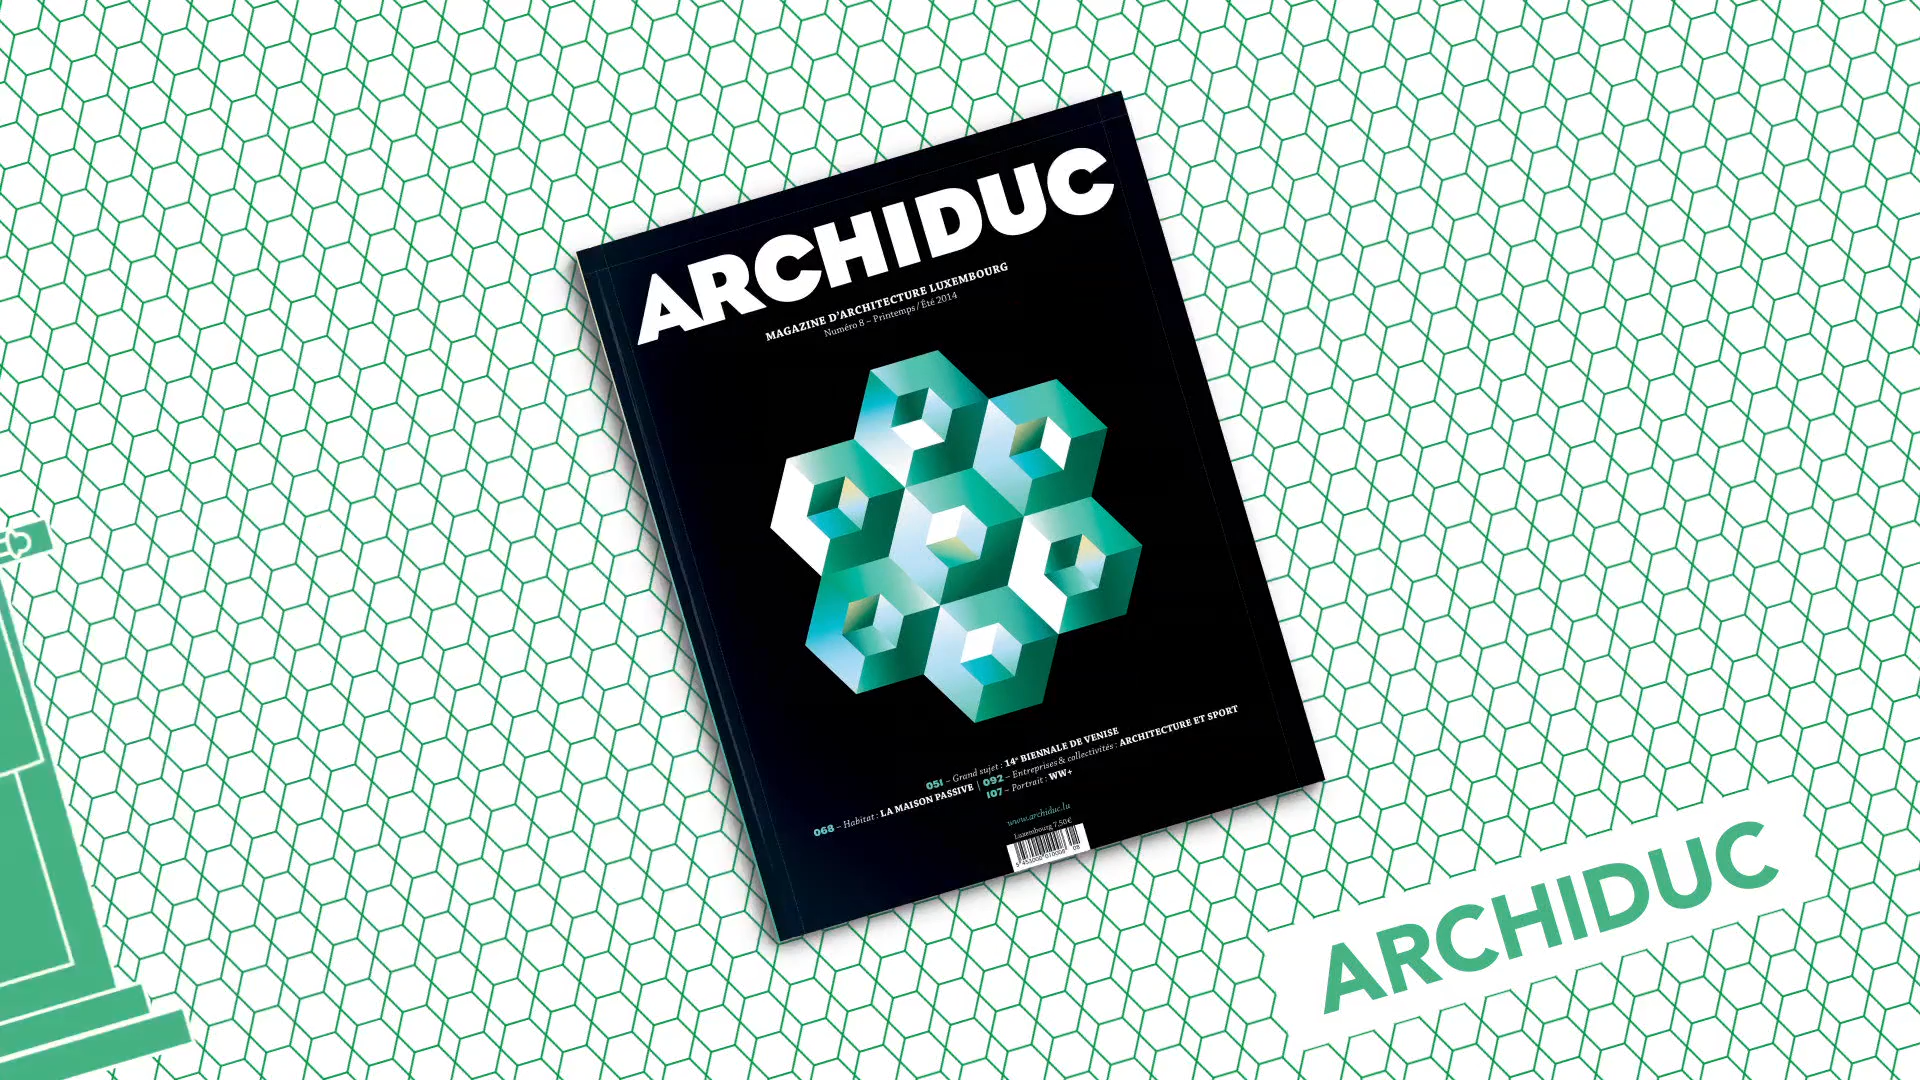 ARCHIDUC
MAGAZINE D'ARCHITECTURE LUXEMBOURG
Numéro 8 – Printemps / Été 2014
051 – Grand sujet : 14e BIENNALE DE VENISE
068 – Habitat : LA MAISON PASSIVE | 092 – Entreprises & collectivités : ARCHITECTURE ET SPORT
107 – Portrait : WW+
www.archiduc.lu
Luxembourg 7,50€
ARCHIDUC